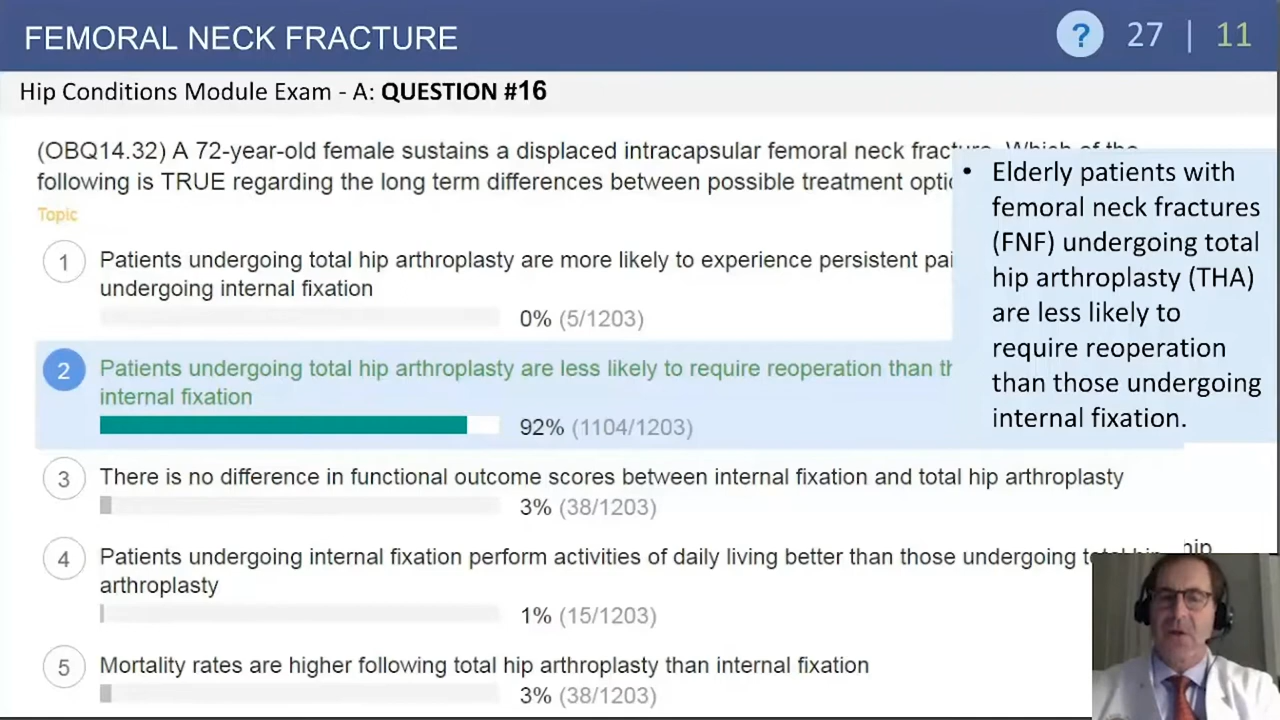 FEMORAL NECK FRACTURE
? 27 | 11
Hip Conditions Module Exam - A: QUESTION #16
(OBQ14.32) A 72-year-old female sustains a displaced intracapsular femoral neck fracture. Which of the
following is TRUE regarding the long term differences between possible treatment
Topic
1 Patients undergoing total hip arthroplasty are more likely to experience persistent
undergoing internal fixation
0% (5/1203)
2 Patients undergoing total hip arthroplasty are less likely to require reoperation than
internal fixation
92% (1104/1203)
3 There is no difference in functional outcome scores between internal fixation and total hip arthroplasty
3% (38/1203)
4 Patients undergoing internal fixation perform activities of daily living better than those undergoing total hip
arthroplasty
1% (15/1203)
5 Mortality rates are higher following total hip arthroplasty than internal fixation
3% (38/1203)
• Elderly patients with
femoral neck fractures
(FNF) undergoing total
hip arthroplasty (THA)
are less likely to
require reoperation
than those undergoing
internal fixation.
hip